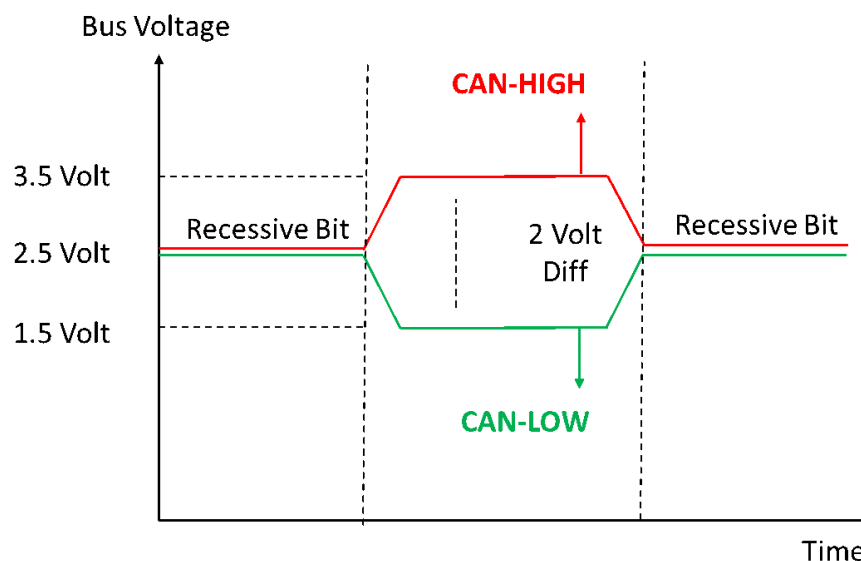 Bus Voltage
CAN-HIGH
3.5 Volt
Recessive Bit
2 Volt
Diff
Recessive Bit
2.5 Volt
1.5 Volt
CAN-LOW
Time